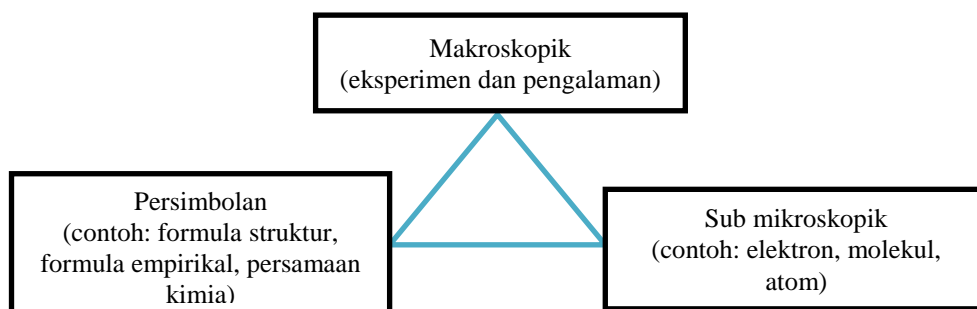 Makroskopik
(eksperimen dan pengalaman)
Persimbolan
(contoh: formula struktur,
formula empirikal, persamaan
kimia)
Sub mikroskopik
(contoh: elektron, molekul,
atom)